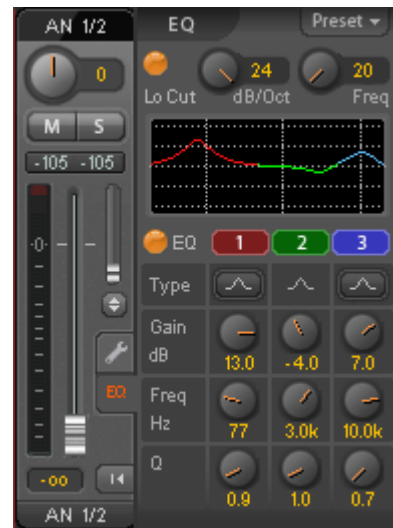 AN 1/2
EQ
Preset
0
24
20
Lo Cut
dB/Oct
Freq
M
S
-105 -105
-0-
EQ
1
2
3
Type
Gain
dB
13.0
-4.0
7.0
EQ
Freq
Hz
77
3.0k
10.0k
Q
0.9
1.0
0.7
-oo
AN 1/2